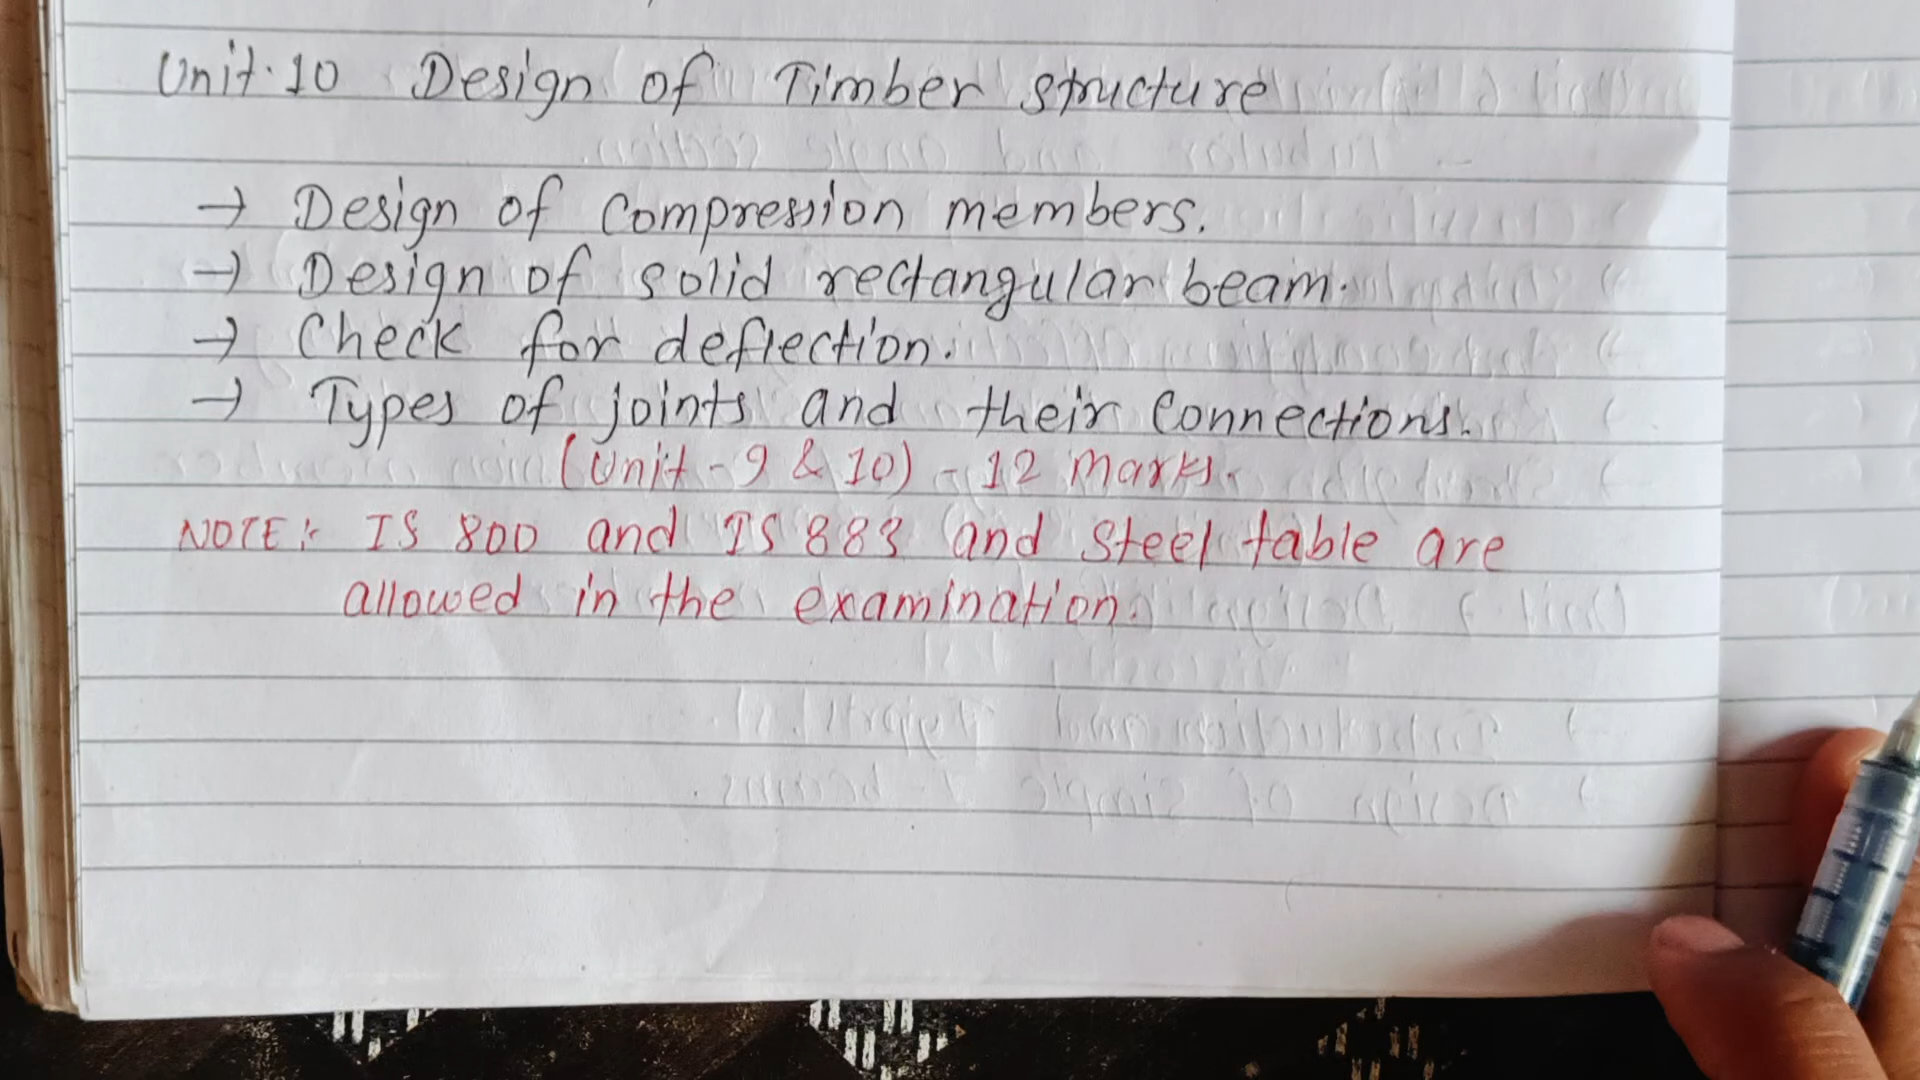 Unit.10 Design of Timber structure
→ Design of compression members.
→ Design of solid rectangular beam.
→ Check for deflection.
→ Types of joints and their connections.
(Unit-9 & 10) - 12 marks.
NOTE:- IS 800 and IS 883 and steel table are
allowed in the examination.